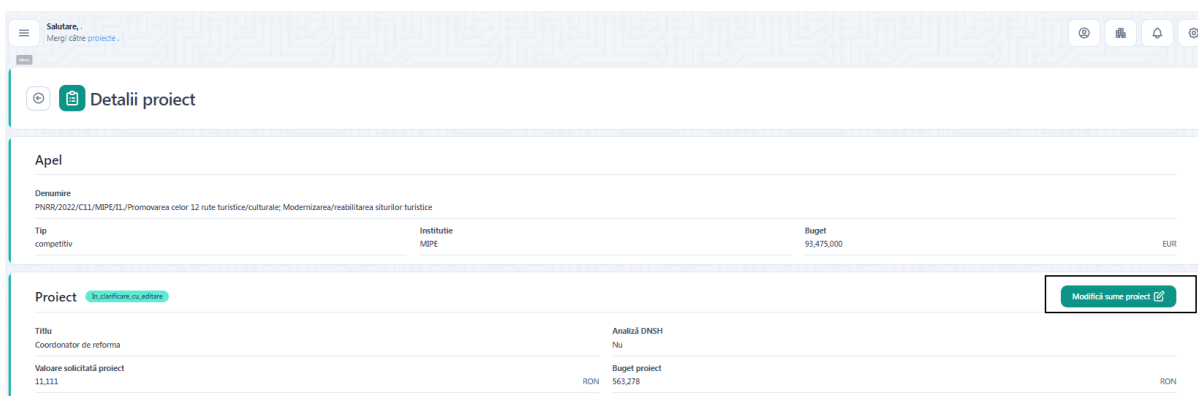 Salutare,
Mergi către proiecte .
Meniu
Detalii proiect
Apel
Denumire
PNRR/2022/C11/MIPE/I1./Promovarea celor 12 rute turistice/culturale; Modernizarea/reabilitarea siturilor turistice
Tip Institutie Buget
competitiv MIPE 93,475,000 EUR
Proiect In_clarificare_cu_editare Modifică sume proiect
Titlu Analiză DNSH
Coordonator de reforma Nu
Valoare solicitată proiect Buget proiect
11,111 RON 563,278 RON